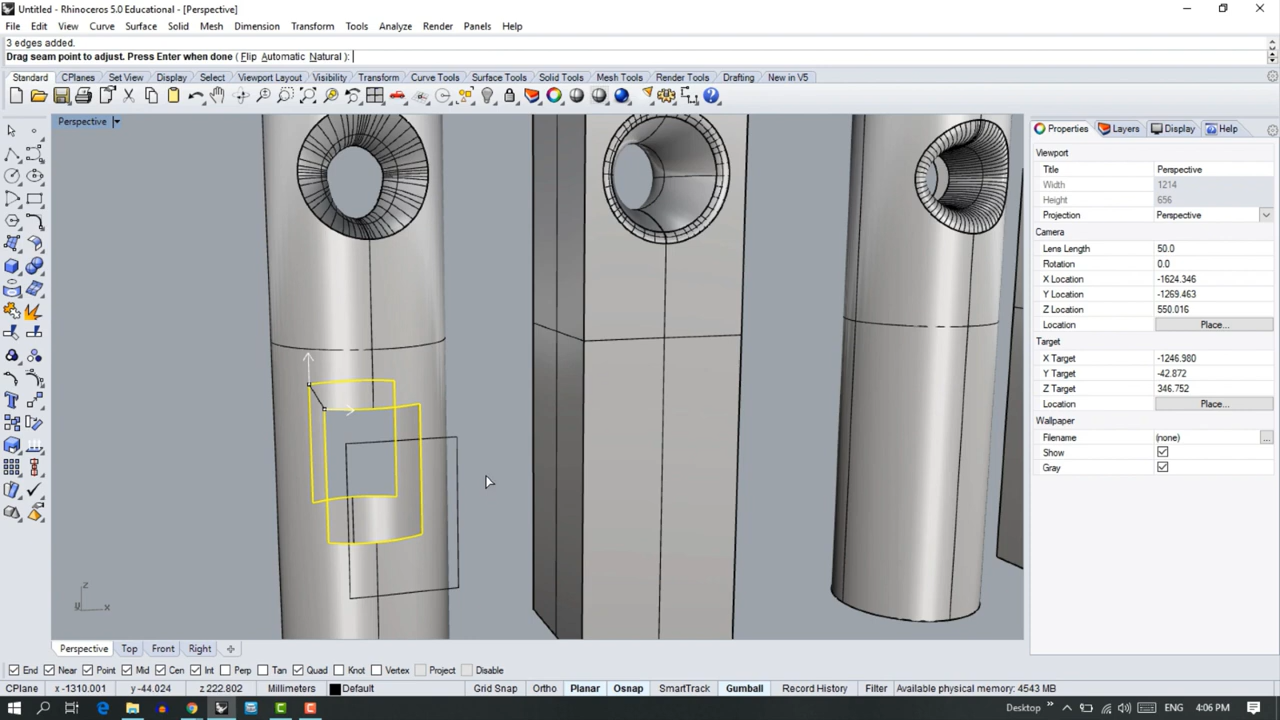 Untitled - Rhinoceros 5.0 Educational - [Perspective]
File Edit View Curve Surface Solid Mesh Dimension Transform Tools Analyze Render Panels Help
3 edges added.
Drag seam point to adjust. Press Enter when done ( Flip Automatic Natural ):
Standard CPlanes Set View Display Select Viewport Layout Visibility Transform Curve Tools Surface Tools Solid Tools Mesh Tools Render Tools Drafting New in V5
Perspective
Properties Layers Display Help
Viewport
Title Perspective
Width 1214
Height 656
Projection Perspective
Camera
Lens Length 50.0
Rotation 0.0
X Location -1624.346
Y Location -1269.463
Z Location 550.016
Location Place...
Target
X Target -1246.980
Y Target -42.872
Z Target 346.752
Location Place...
Wallpaper
Filename (none) ...
Show
Gray
z
x
Perspective Top Front Right
End Near Point Mid Cen Int Perp Tan Quad Knot Vertex Project Disable
CPlane x -1310.001 y -44.024 z 222.802 Millimeters Default Grid Snap Ortho Planar Osnap SmartTrack Gumball Record History Filter Available physical memory: 4543 MB
Desktop ENG 4:06 PM